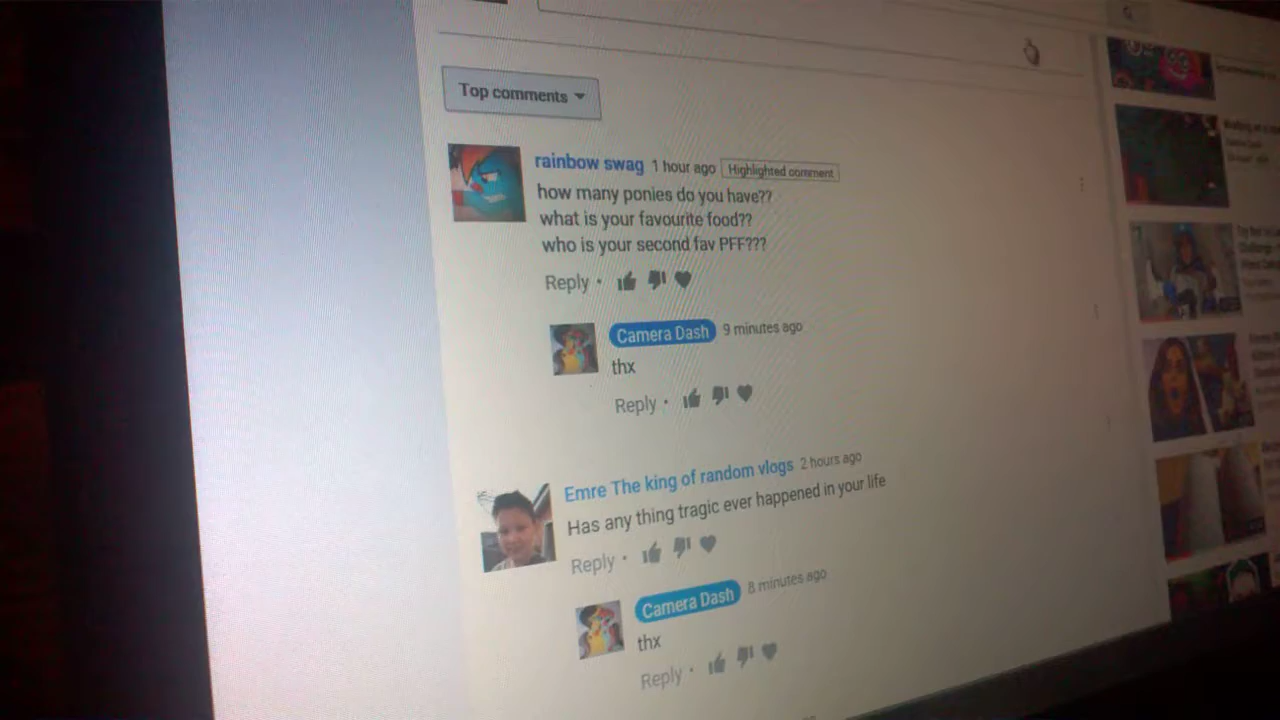 Top comments
rainbow swag 1 hour ago Highlighted comment
how many ponies do you have??
what is your favourite food??
who is your second fav PFF???
Reply •
Camera Dash 9 minutes ago
thx
Reply •
Emre The king of random vlogs 2 hours ago
Has any thing tragic ever happened in your life
Reply •
Camera Dash 8 minutes ago
thx
Reply •